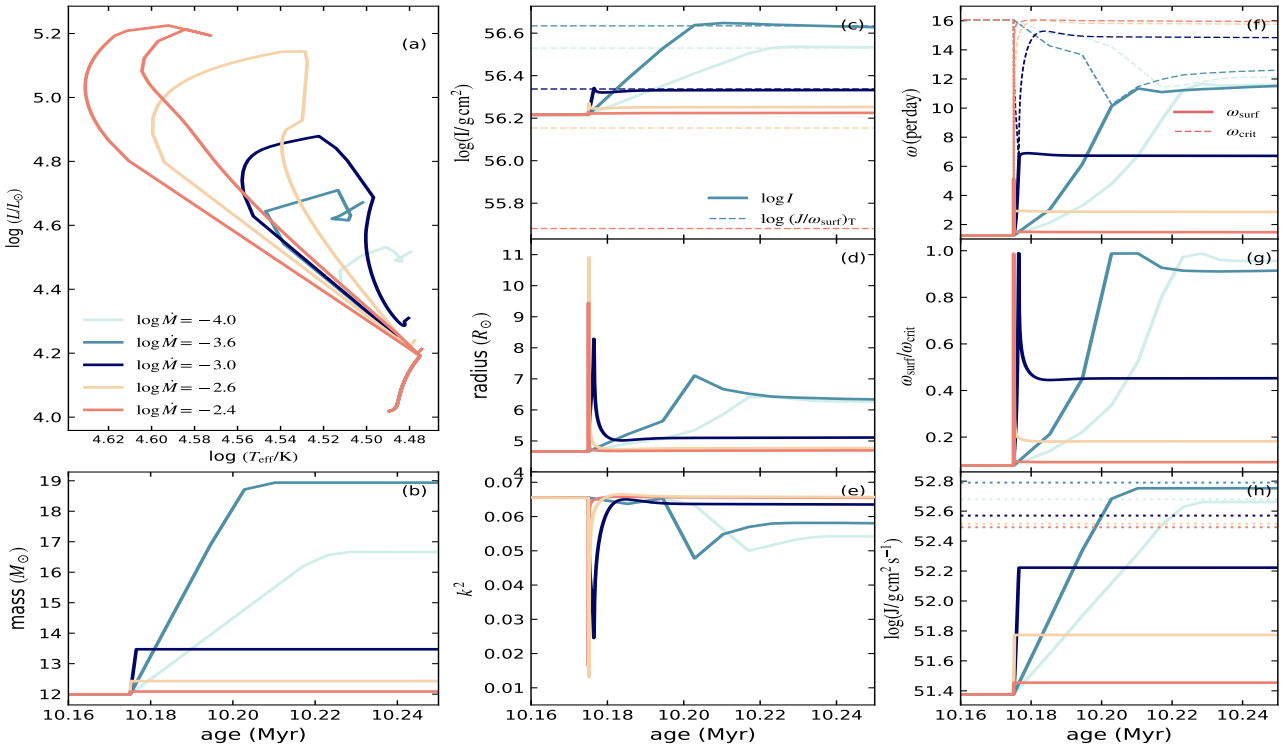 (a)
5.2
5.0
4.8
4.6
4.4
4.2
4.0
log (L/L⊙)
log Ṁ = −4.0
log Ṁ = −3.6
log Ṁ = −3.0
log Ṁ = −2.6
log Ṁ = −2.4
4.62 4.60 4.58 4.56 4.54 4.52 4.50 4.48
log (Teff/K)
(b)
19
18
17
16
15
14
13
12
mass (M⊙)
10.16 10.18 10.20 10.22 10.24
age (Myr)
(c)
56.6
56.4
56.2
56.0
55.8
log(I/g cm²)
log I
log (J/ωsurf)T
(d)
11
10
9
8
7
6
5
4
radius (R⊙)
(e)
0.07
0.06
0.05
0.04
0.03
0.02
0.01
k²
10.16 10.18 10.20 10.22 10.24
age (Myr)
(f)
16
14
12
10
8
6
4
2
ω(per day)
ωsurf
ωcrit
(g)
1.0
0.8
0.6
0.4
0.2
ωsurf/ωcrit
(h)
52.8
52.6
52.4
52.2
52.0
51.8
51.6
51.4
log(J/g cm² s⁻¹)
10.16 10.18 10.20 10.22 10.24
age (Myr)